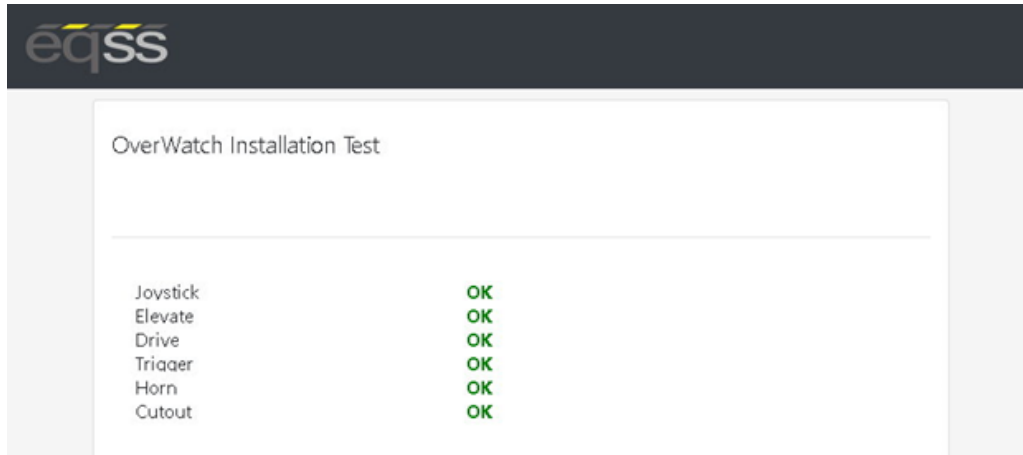 eqss
OverWatch Installation Test
Joystick OK
Elevate OK
Drive OK
Trigger OK
Horn OK
Cutout OK